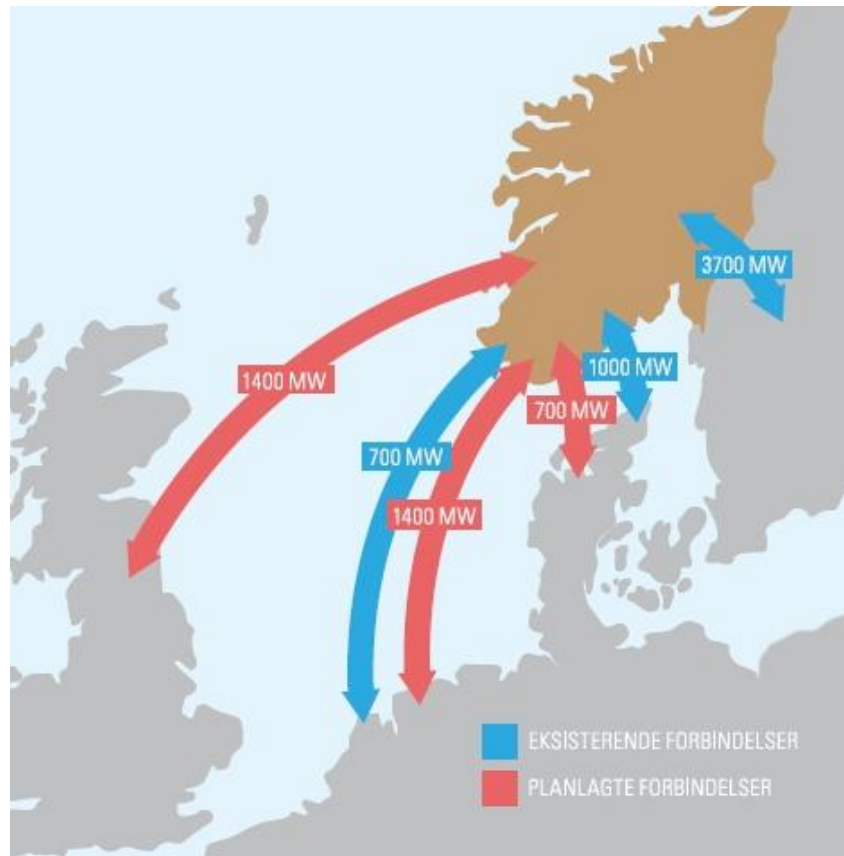 3700 MW
1000 MW
1400 MW
700 MW
700 MW
1400 MW
EKSISTERENDE FORBINDELSER
PLANLAGTE FORBINDELSER